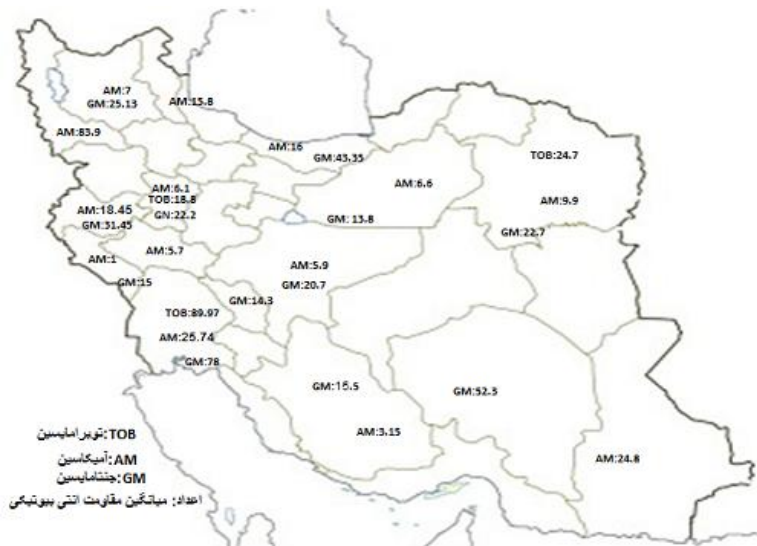 AM:7
GM:25.13
AM:15.8
AM:83.9
AM:16
GM:43.35
TOB:24.7
AM:6.6
AM:6.1
TOB:18.8
AM:9.9
AM:18.45
GN:22.2
GM: 13.8
GM:31.45
GM:22.7
AM:5.7
AM:1
AM:5.9
GM:15
GM:20.7
GM:14.3
TOB:89.97
AM:25.74
GM:78
GM:15.5
GM:52.3
AM:3.15
AM:24.8
TOB:توبرامایسین
AM:آمیکاسین
GM:جنتامایسین
اعداد: میانگین مقاومت انتی بیوتیکی